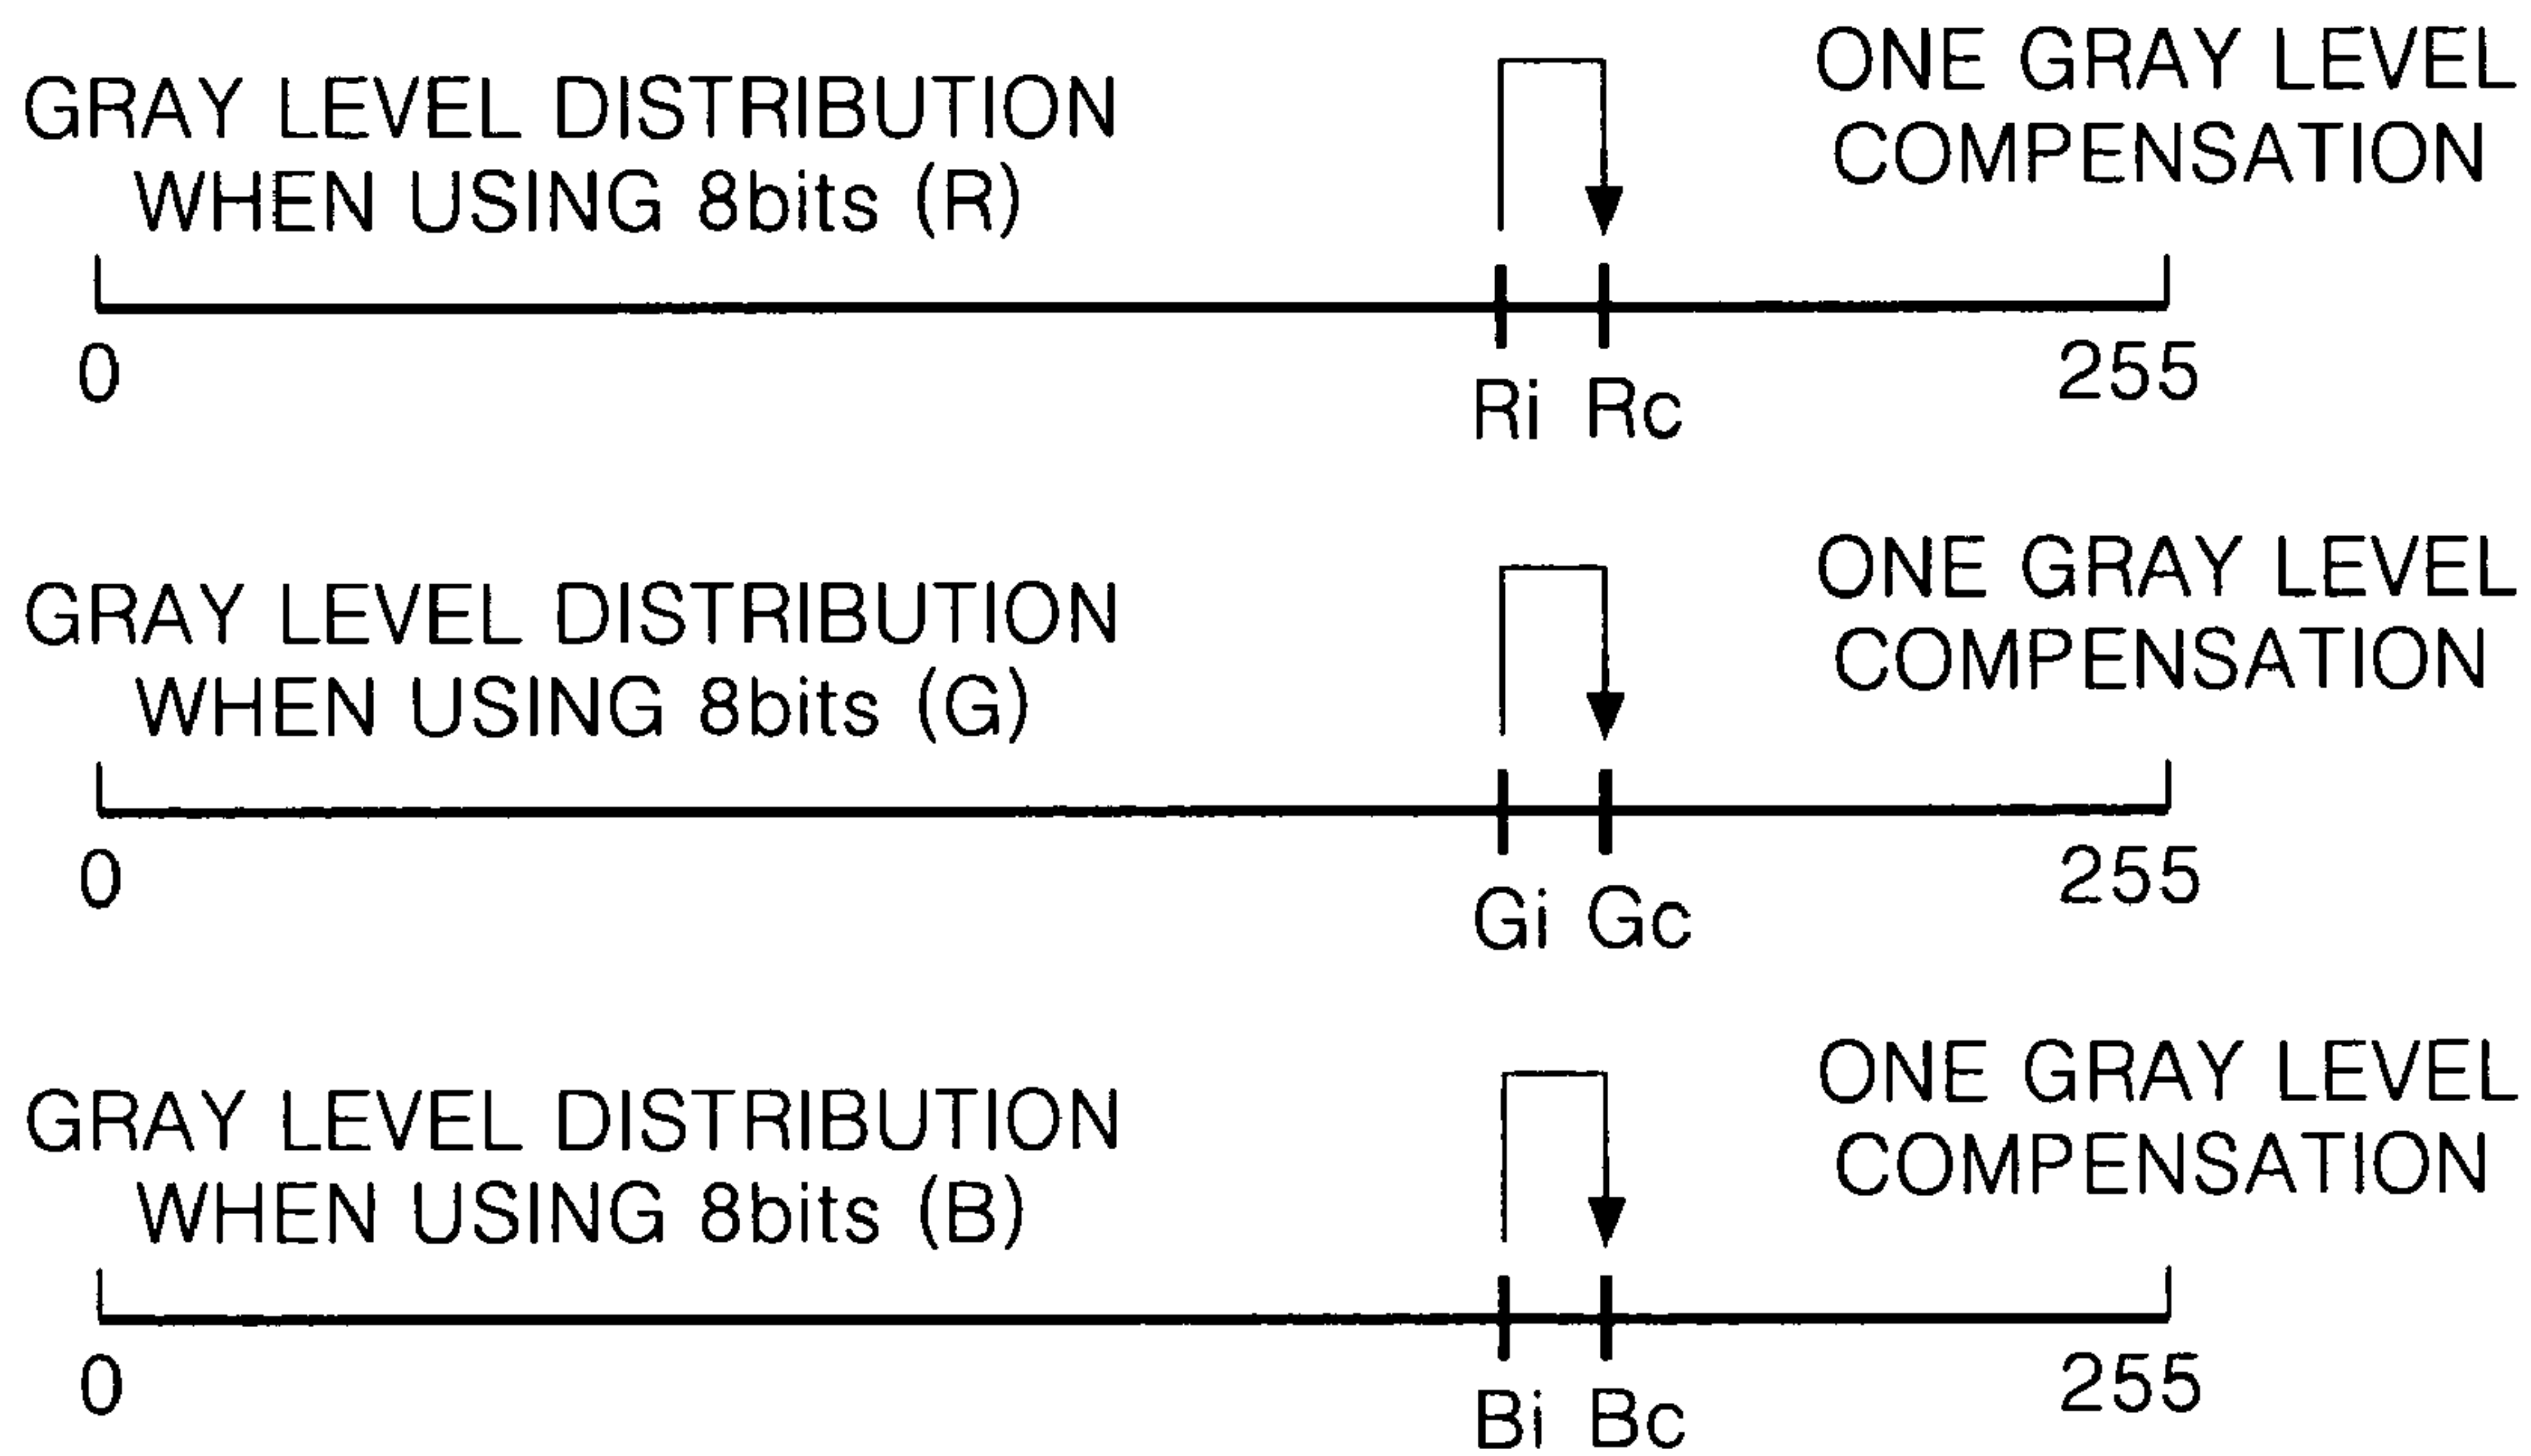 GRAY LEVEL DISTRIBUTION
WHEN USING 8bits (R)
ONE GRAY LEVEL
COMPENSATION
0
Ri Rc
255
GRAY LEVEL DISTRIBUTION
WHEN USING 8bits (G)
ONE GRAY LEVEL
COMPENSATION
0
Gi Gc
255
GRAY LEVEL DISTRIBUTION
WHEN USING 8bits (B)
ONE GRAY LEVEL
COMPENSATION
0
Bi Bc
255